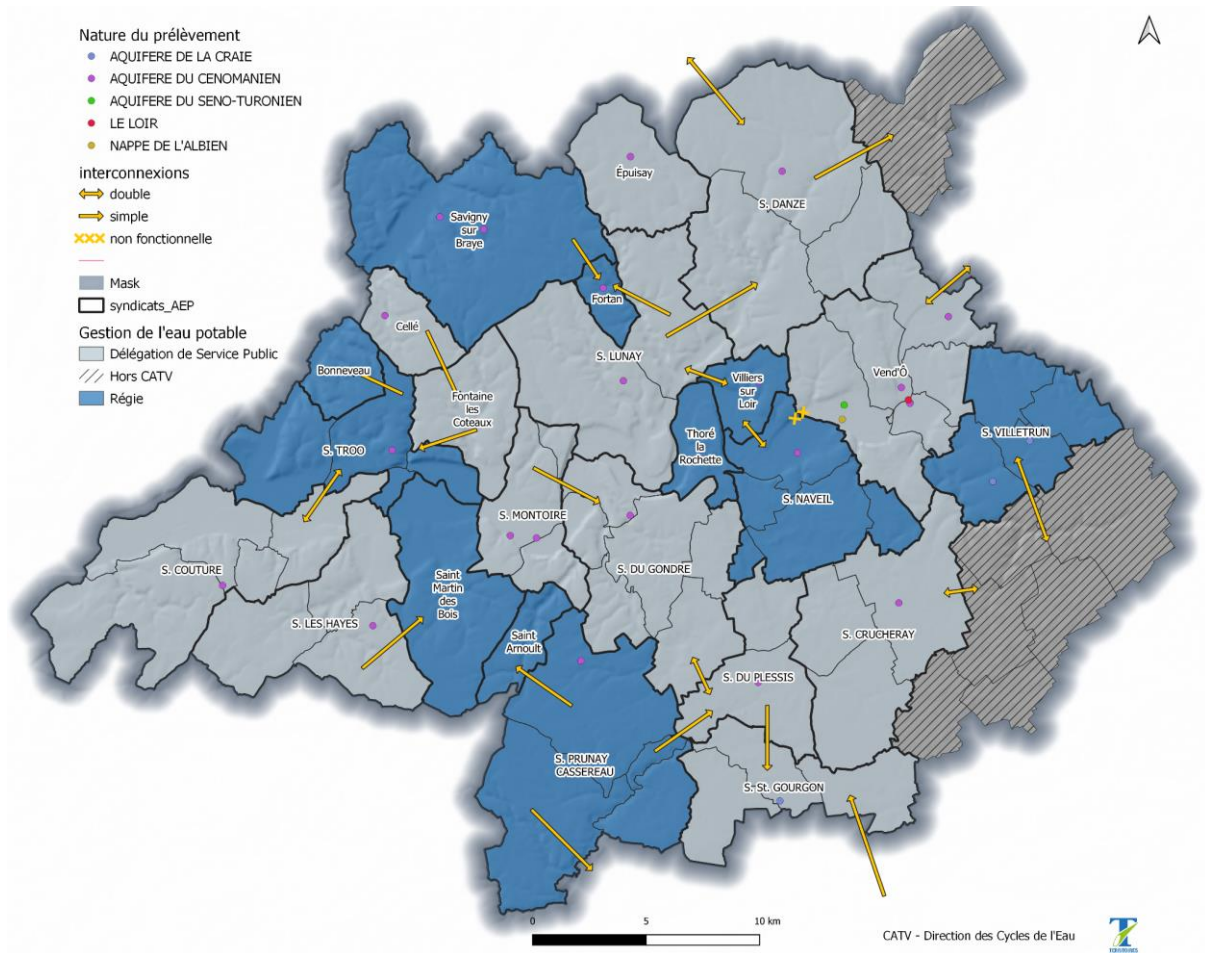 Nature du prélèvement
AQUIFERE DE LA CRAIE
AQUIFERE DU CENOMANIEN
AQUIFERE DU SENO-TURONIEN
LE LOIR
NAPPE DE L'ALBIEN
interconnexions
double
simple
non fonctionnelle
Mask
syndicats_AEP
Gestion de l'eau potable
Délégation de Service Public
Hors CATV
Régie
Épuisay
S. DANZE
Savigny
sur
Braye
Fortan
Cellé
S. LUNAY
Vend'Ô
Bonneveau
Villiers
sur
Loir
Fontaine
les
Coteaux
S. TROO
Thoré
la
Rochette
S. VILLETRUN
S. NAVEIL
S. MONTOIRE
S. COUTURE
S. DU GONDRE
Saint
Martin
des
Bois
S. LES HAYES
Saint
Arnoult
S. CRUCHERAY
S. DU PLESSIS
S. PRUNAY
CASSEREAU
S. St. GOURGON
0 5 10 km
CATV - Direction des Cycles de l'Eau